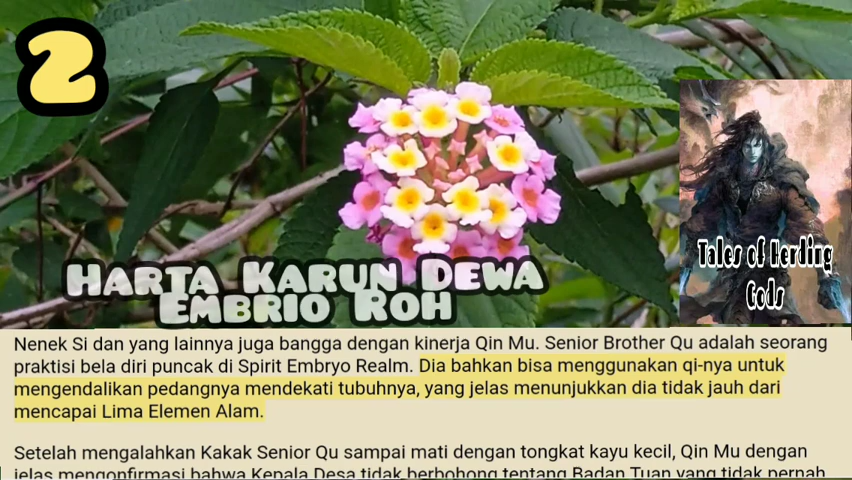 2
Harta Karun Dewa
Embrio Roh
Tales of Herding
Gods
Nenek Si dan yang lainnya juga bangga dengan kinerja Qin Mu. Senior Brother Qu adalah seorang
praktisi bela diri puncak di Spirit Embryo Realm. Dia bahkan bisa menggunakan qi-nya untuk
mengendalikan pedangnya mendekati tubuhnya, yang jelas menunjukkan dia tidak jauh dari
mencapai Lima Elemen Alam.
Setelah mengalahkan Kakak Senior Qu sampai mati dengan tongkat kayu kecil, Qin Mu dengan
jelas mengonfirmasi bahwa Kepala Desa tidak berbohong tentang Badan Tuan yang tidak pernah